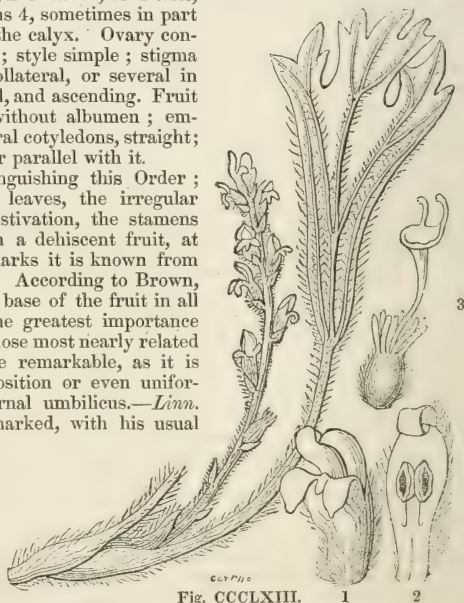 ns 4, sometimes in part
the calyx. Ovary con-
; style simple ; stigma
ollateral, or several in
l, and ascending. Fruit
without albumen ; em-
ral cotyledons, straight;
r parallel with it.
nguishing this Order ;
leaves, the irregular
stivation, the stamens
n a dehiscent fruit, at
arks it is known from
According to Brown,
base of the fruit in all
ne greatest importance
nose most nearly related
e remarkable, as it is
osition or even unifor-
rnal umbilicus.—Linn.
marked, with his usual
3
Fig. CCCLXIII. 1 2